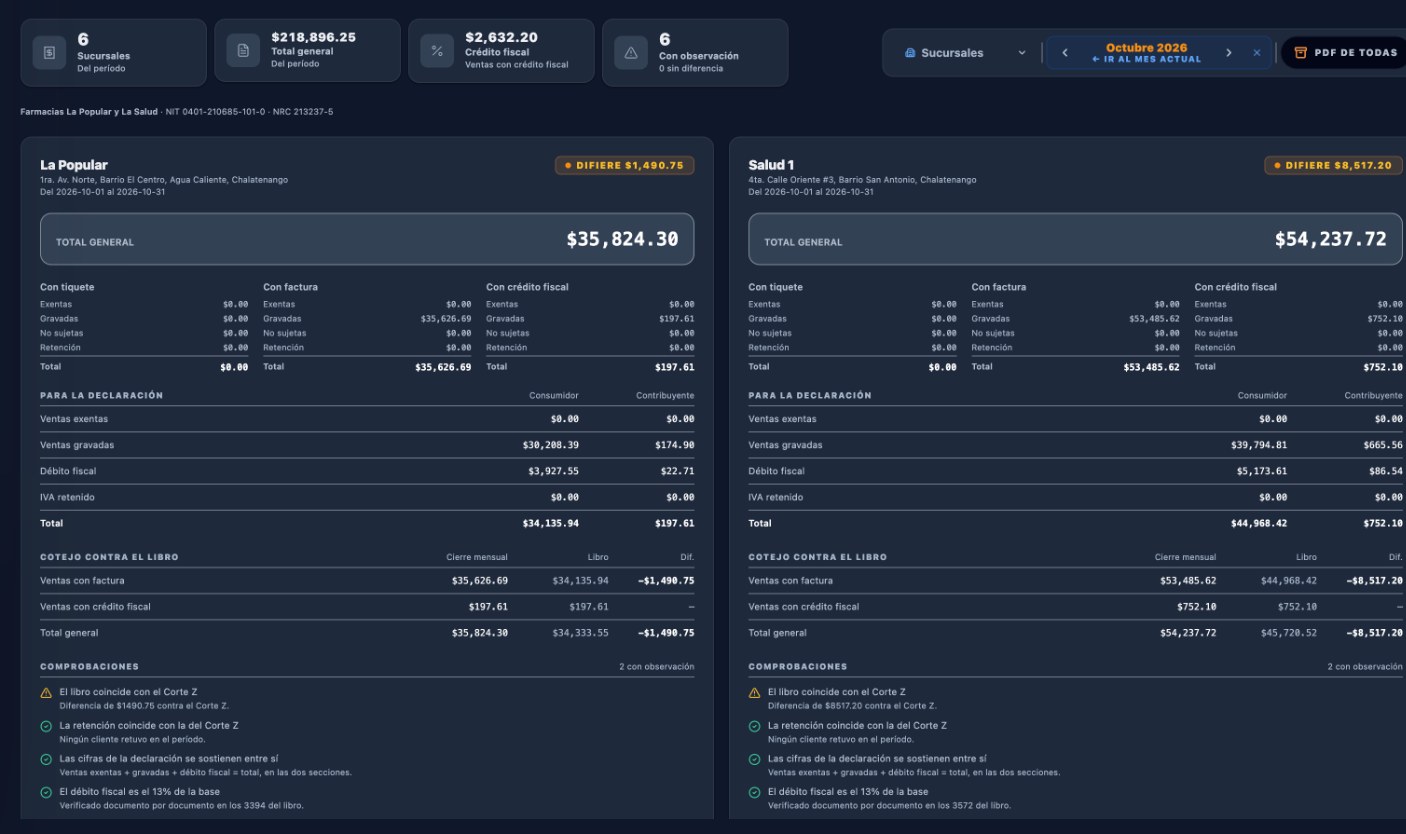 6
Sucursales
Del período
$218,896.25
Total general
Del período
$2,632.20
Crédito fiscal
Ventas con crédito fiscal
6
Con observación
0 sin diferencia
Sucursales
Octubre 2026
← IR AL MES ACTUAL
PDF DE TODAS
Farmacias La Popular y La Salud · NIT 0401-210685-101-0 · NRC 213237-5
La Popular
DIFIERE $1,490.75
1ra. Av. Norte, Barrio El Centro, Agua Caliente, Chalatenango
Del 2026-10-01 al 2026-10-31
TOTAL GENERAL $35,824.30
Con tiquete Con factura Con crédito fiscal
Exentas $0.00 Exentas $0.00 Exentas $0.00
Gravadas $0.00 Gravadas $35,626.69 Gravadas $197.61
No sujetas $0.00 No sujetas $0.00 No sujetas $0.00
Retención $0.00 Retención $0.00 Retención $0.00
Total $0.00 Total $35,626.69 Total $197.61
PARA LA DECLARACIÓN Consumidor Contribuyente
Ventas exentas $0.00 $0.00
Ventas gravadas $30,208.39 $174.90
Débito fiscal $3,927.55 $22.71
IVA retenido $0.00 $0.00
Total $34,135.94 $197.61
COTEJO CONTRA EL LIBRO Cierre mensual Libro Dif.
Ventas con factura $35,626.69 $34,135.94 −$1,490.75
Ventas con crédito fiscal $197.61 $197.61 —
Total general $35,824.30 $34,333.55 −$1,490.75
COMPROBACIONES 2 con observación
El libro coincide con el Corte Z
Diferencia de $1490.75 contra el Corte Z.
La retención coincide con la del Corte Z
Ningún cliente retuvo en el período.
Las cifras de la declaración se sostienen entre sí
Ventas exentas + gravadas + débito fiscal = total, en las dos secciones.
El débito fiscal es el 13% de la base
Verificado documento por documento en los 3394 del libro.
Salud 1
DIFIERE $8,517.20
4ta. Calle Oriente #3, Barrio San Antonio, Chalatenango
Del 2026-10-01 al 2026-10-31
TOTAL GENERAL $54,237.72
Con tiquete Con factura Con crédito fiscal
Exentas $0.00 Exentas $0.00 Exentas $0.00
Gravadas $0.00 Gravadas $53,485.62 Gravadas $752.10
No sujetas $0.00 No sujetas $0.00 No sujetas $0.00
Retención $0.00 Retención $0.00 Retención $0.00
Total $0.00 Total $53,485.62 Total $752.10
PARA LA DECLARACIÓN Consumidor Contribuyente
Ventas exentas $0.00 $0.00
Ventas gravadas $39,794.81 $665.56
Débito fiscal $5,173.61 $86.54
IVA retenido $0.00 $0.00
Total $44,968.42 $752.10
COTEJO CONTRA EL LIBRO Cierre mensual Libro Dif.
Ventas con factura $53,485.62 $44,968.42 −$8,517.20
Ventas con crédito fiscal $752.10 $752.10 —
Total general $54,237.72 $45,720.52 −$8,517.20
COMPROBACIONES 2 con observación
El libro coincide con el Corte Z
Diferencia de $8517.20 contra el Corte Z.
La retención coincide con la del Corte Z
Ningún cliente retuvo en el período.
Las cifras de la declaración se sostienen entre sí
Ventas exentas + gravadas + débito fiscal = total, en las dos secciones.
El débito fiscal es el 13% de la base
Verificado documento por documento en los 3572 del libro.